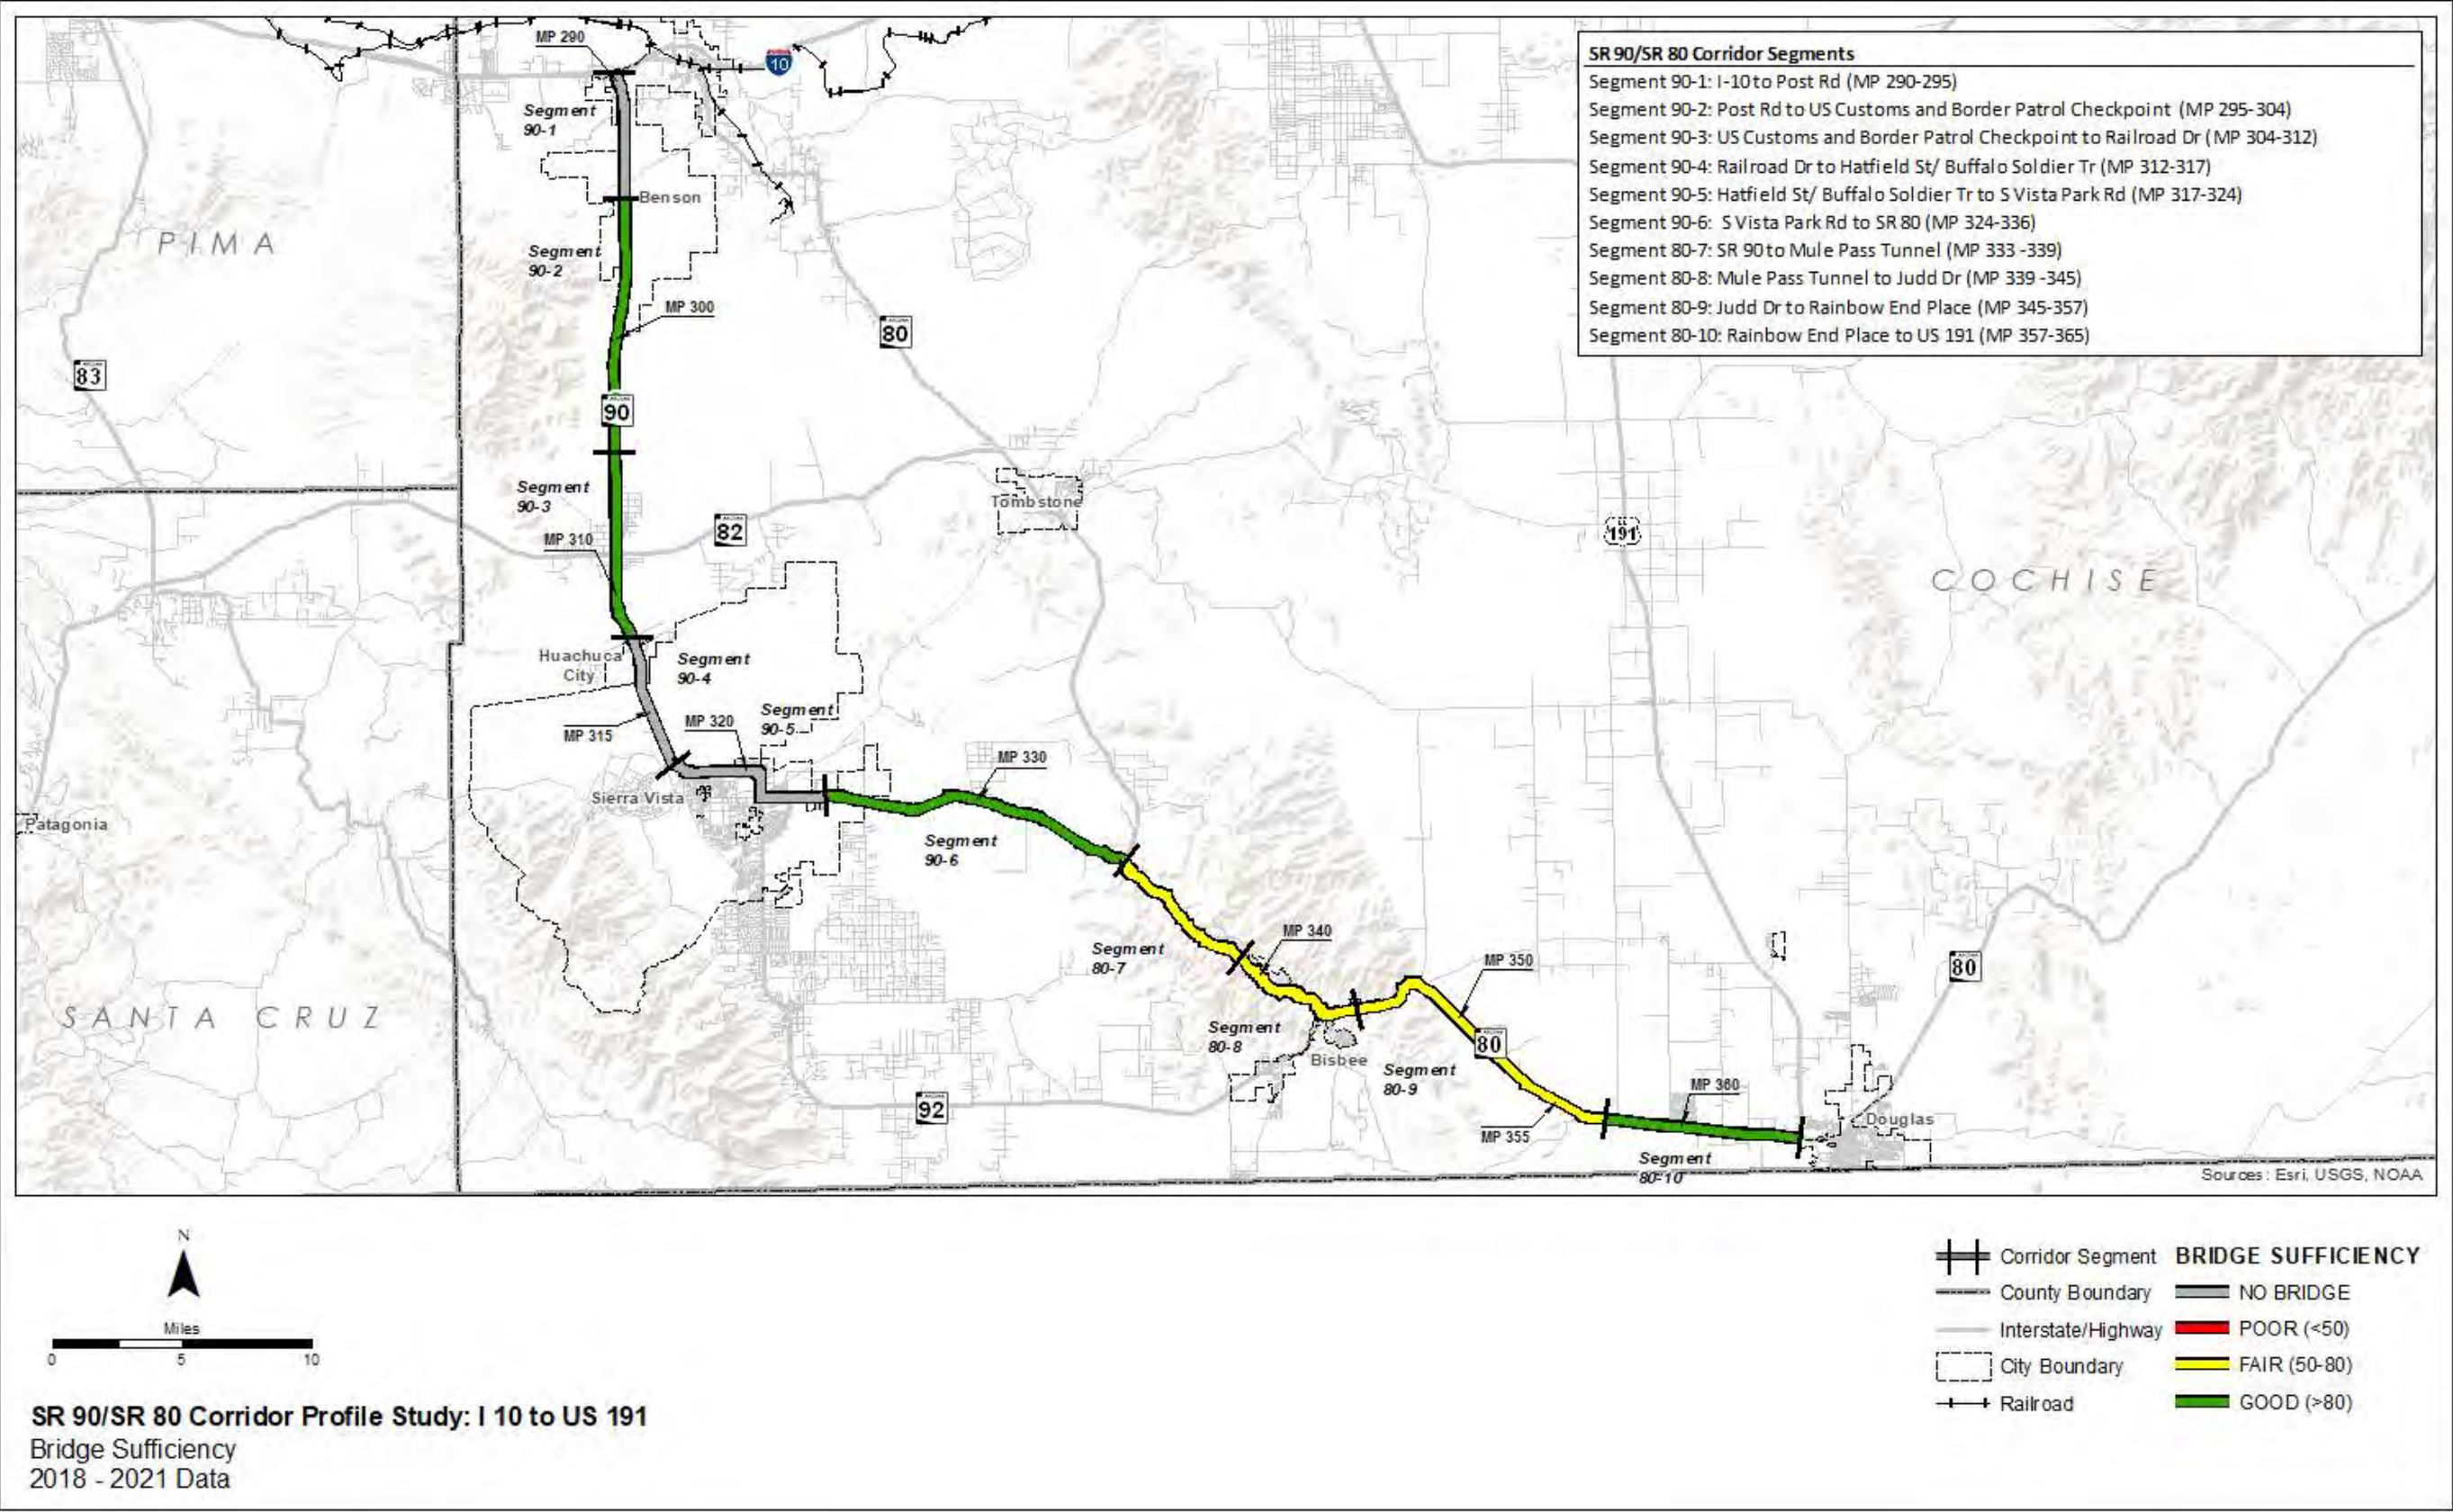 MP 290
10
Segment
90-1
Benson
PIMA
Segment
90-2
MP 300
80
83
90
Segment
90-3
Tombstone
82
MP 310
191
COCHISE
Huachuca
City
Segment
90-4
Segment
90-5
MP 320
MP 315
MP 330
Sierra Vista
Patagonia
Segment
90-6
MP 340
Segment
80-7
MP 350
80
SANTA CRUZ
Segment
80-8
80
Bisbee
Segment
80-9
MP 360
92
Douglas
MP 355
Segment
80-10
Sources: Esri, USGS, NOAA
SR 90/SR 80 Corridor Segments
Segment 90-1: I-10 to Post Rd (MP 290-295)
Segment 90-2: Post Rd to US Customs and Border Patrol Checkpoint (MP 295-304)
Segment 90-3: US Customs and Border Patrol Checkpoint to Railroad Dr (MP 304-312)
Segment 90-4: Railroad Dr to Hatfield St/ Buffalo Soldier Tr (MP 312-317)
Segment 90-5: Hatfield St/ Buffalo Soldier Tr to S Vista Park Rd (MP 317-324)
Segment 90-6: S Vista Park Rd to SR 80 (MP 324-336)
Segment 80-7: SR 90 to Mule Pass Tunnel (MP 333 -339)
Segment 80-8: Mule Pass Tunnel to Judd Dr (MP 339 -345)
Segment 80-9: Judd Dr to Rainbow End Place (MP 345-357)
Segment 80-10: Rainbow End Place to US 191 (MP 357-365)
N
Miles
0 5 10
SR 90/SR 80 Corridor Profile Study: I 10 to US 191
Bridge Sufficiency
2018 - 2021 Data
Corridor Segment
County Boundary
Interstate/Highway
City Boundary
Railroad
BRIDGE SUFFICIENCY
NO BRIDGE
POOR (<50)
FAIR (50-80)
GOOD (>80)